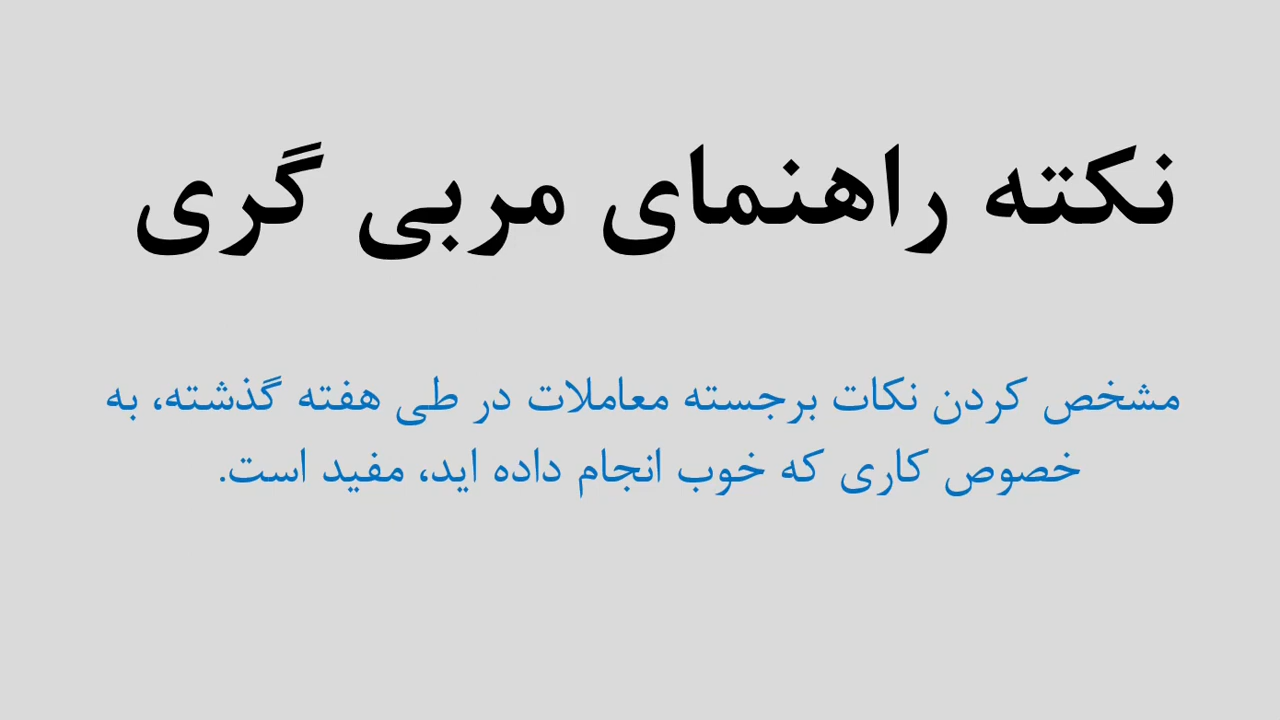 نکته راهنمای مربی گری
مشخص کردن نکات برجسته معاملات در طی هفته گذشته، به
خصوص کاری که خوب انجام داده اید، مفید است.